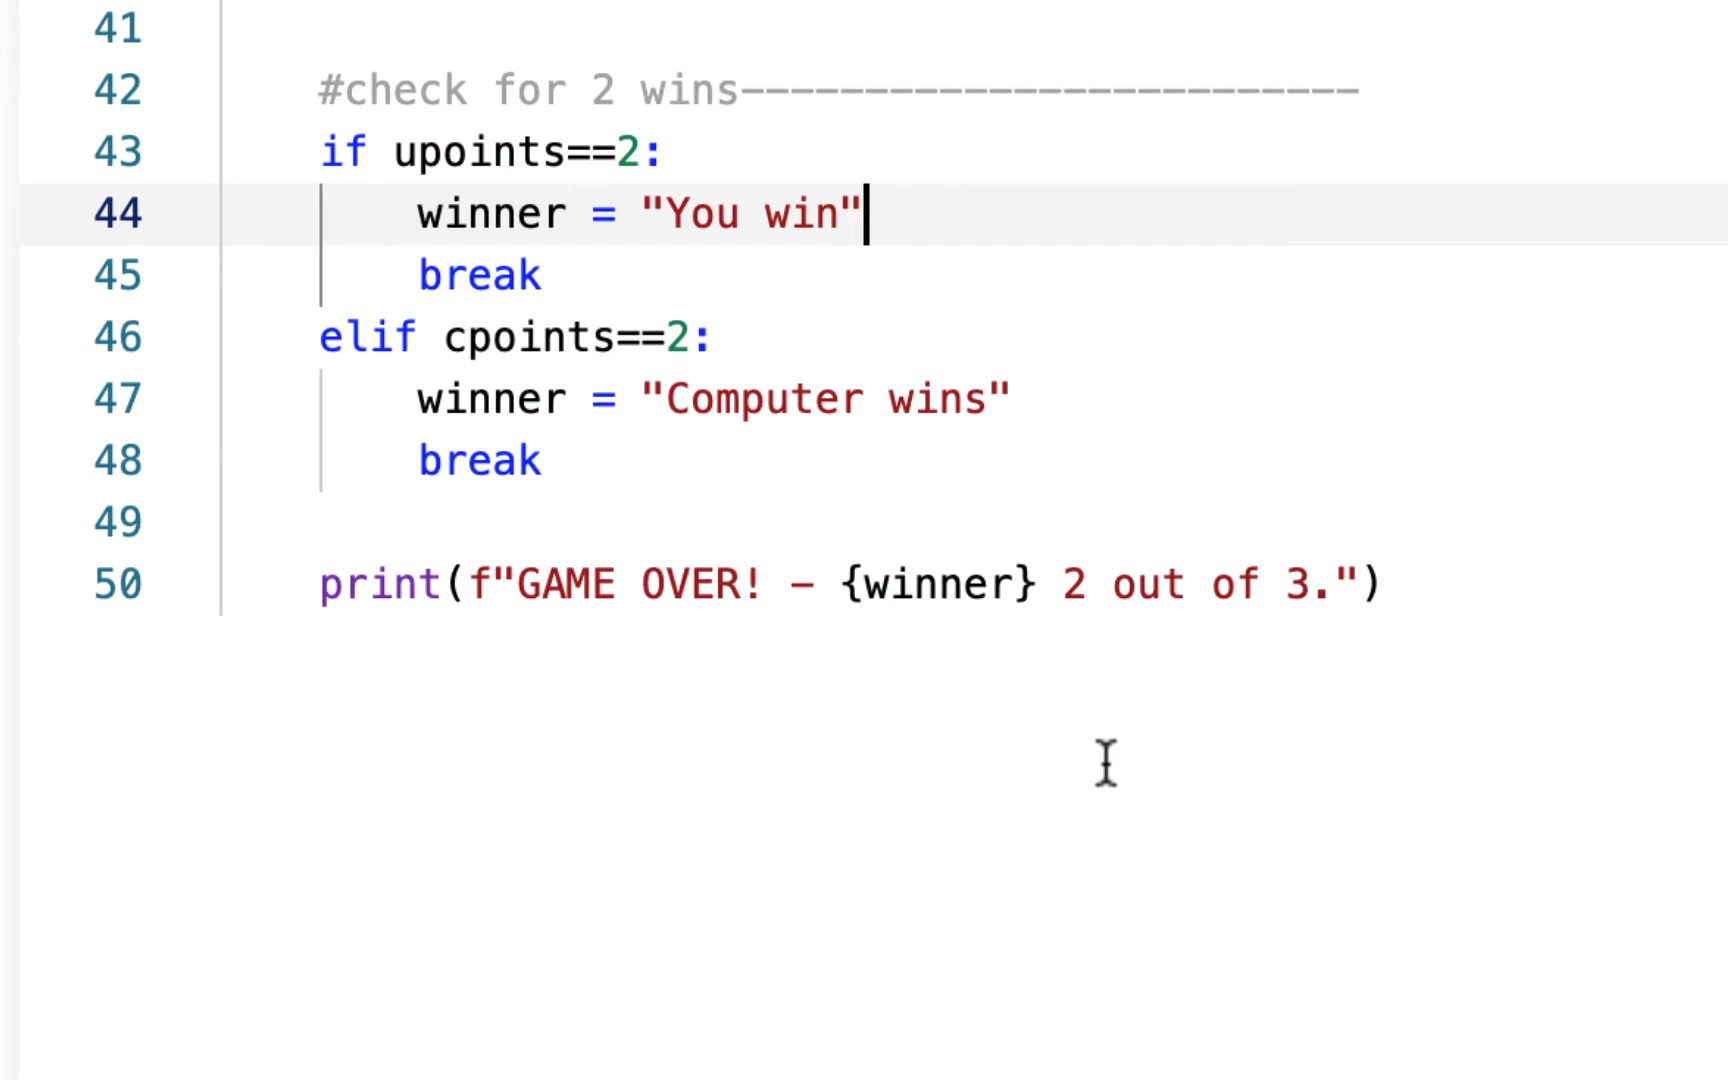 41
42 #check for 2 wins-------------------------
43 if upoints==2:
44 winner = "You win"
45 break
46 elif cpoints==2:
47 winner = "Computer wins"
48 break
49
50 print(f"GAME OVER! - {winner} 2 out of 3.")